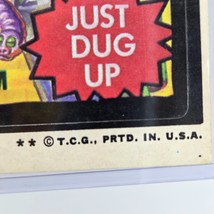 JUST
DUG
UP
M
** © T.C.G., PRTD. IN. U.S.A.